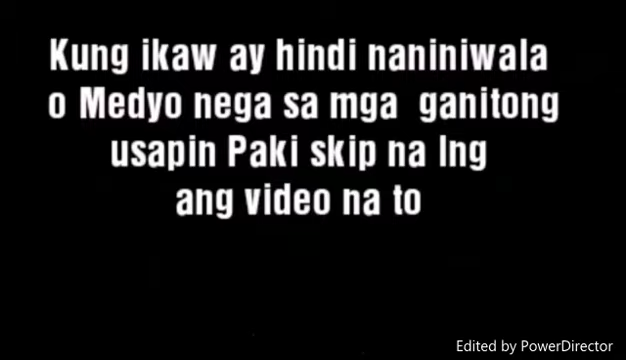 Kung ikaw ay hindi naniniwala
o Medyo nega sa mga ganitong
usapin Paki skip na lng
ang video na to
Edited by PowerDirector